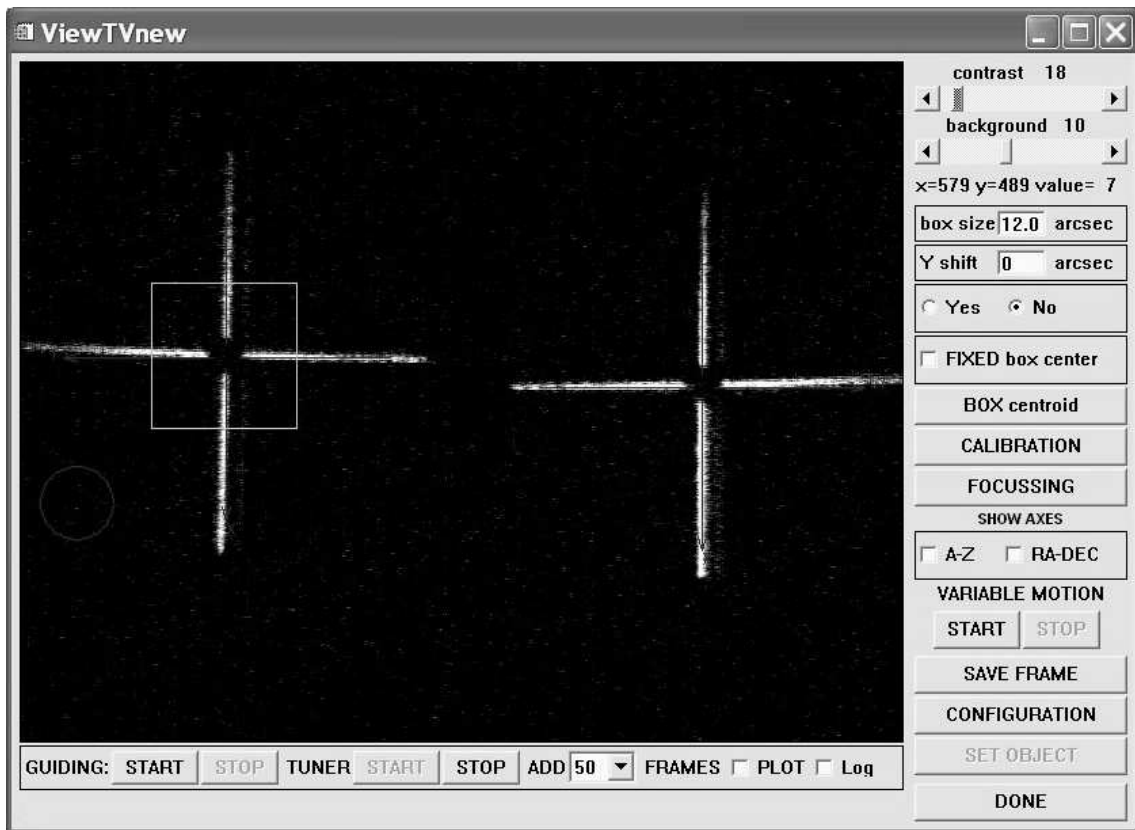 ViewTVnew
contrast 18
background 10
x=579 y=489 value= 7
box size 12.0 arcsec
Y shift 0 arcsec
Yes No
FIXED box center
BOX centroid
CALIBRATION
FOCUSSING
SHOW AXES
A-Z RA-DEC
VARIABLE MOTION
START STOP
SAVE FRAME
CONFIGURATION
SET OBJECT
DONE
GUIDING: START STOP TUNER START STOP ADD 50 FRAMES PLOT Log